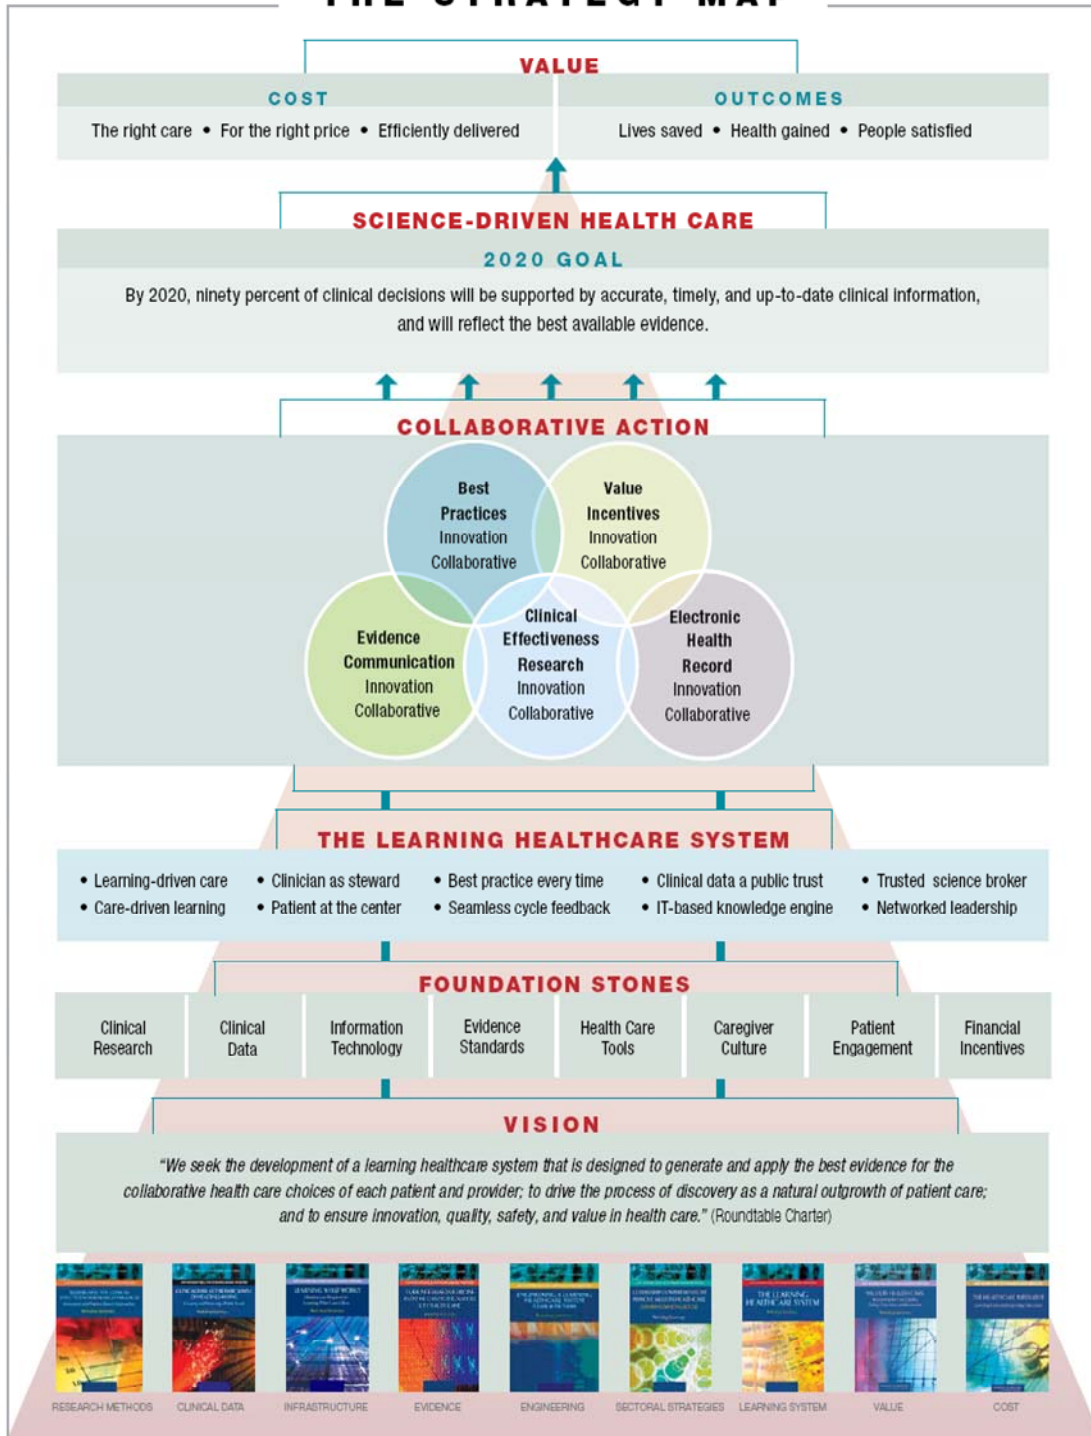 THE STRATEGY MAP
VALUE
COST
The right care • For the right price • Efficiently delivered
OUTCOMES
Lives saved • Health gained • People satisfied
SCIENCE-DRIVEN HEALTH CARE
2020 GOAL
By 2020, ninety percent of clinical decisions will be supported by accurate, timely, and up-to-date clinical information,
and will reflect the best available evidence.
COLLABORATIVE ACTION
Best
Practices
Innovation
Collaborative
Value
Incentives
Innovation
Collaborative
Evidence
Communication
Innovation
Collaborative
Clinical
Effectiveness
Research
Innovation
Collaborative
Electronic
Health
Record
Innovation
Collaborative
THE LEARNING HEALTHCARE SYSTEM
• Learning-driven care
• Care-driven learning
• Clinician as steward
• Patient at the center
• Best practice every time
• Seamless cycle feedback
• Clinical data a public trust
• IT-based knowledge engine
• Trusted science broker
• Networked leadership
FOUNDATION STONES
Clinical
Research
Clinical
Data
Information
Technology
Evidence
Standards
Health Care
Tools
Caregiver
Culture
Patient
Engagement
Financial
Incentives
VISION
“We seek the development of a learning healthcare system that is designed to generate and apply the best evidence for the
collaborative health care choices of each patient and provider; to drive the process of discovery as a natural outgrowth of patient care;
and to ensure innovation, quality, safety, and value in health care.” (Roundtable Charter)
THE LEARNING
HEALTHCARE SYSTEM
RESEARCH METHODS
CLINICAL DATA
INFRASTRUCTURE
EVIDENCE
ENGINEERING
SECTORAL STRATEGIES
LEARNING SYSTEM
VALUE
COST